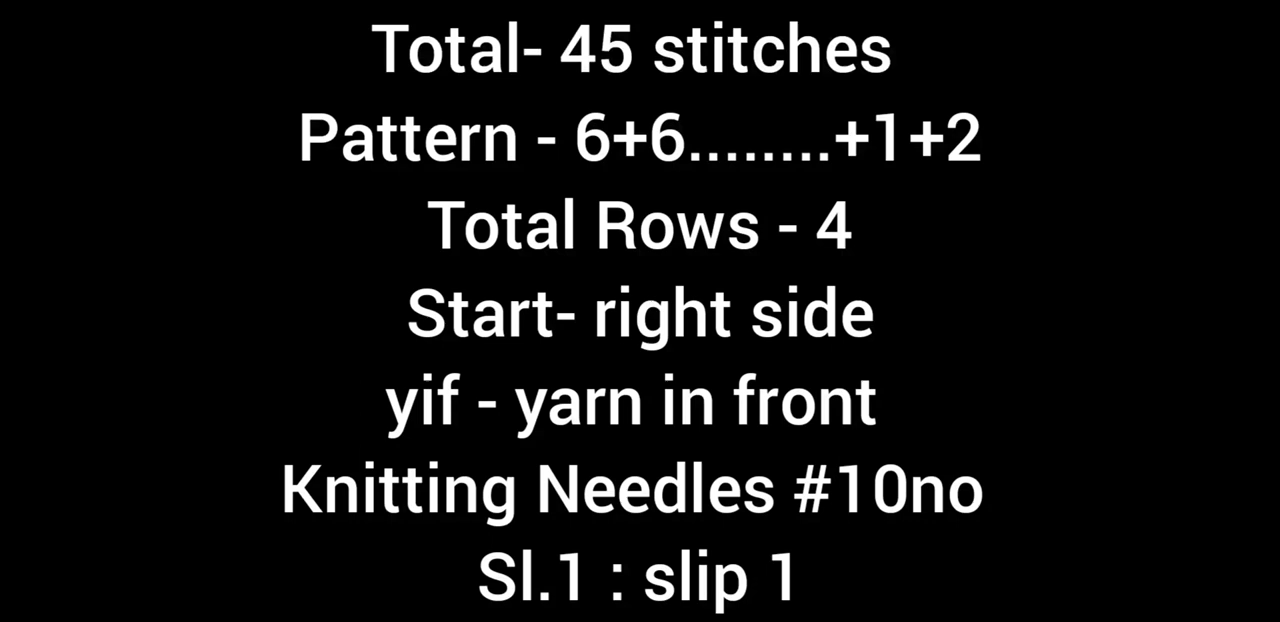 Total- 45 stitches
Pattern - 6+6........+1+2
Total Rows - 4
Start- right side
yif - yarn in front
Knitting Needles #10no
Sl.1 : slip 1